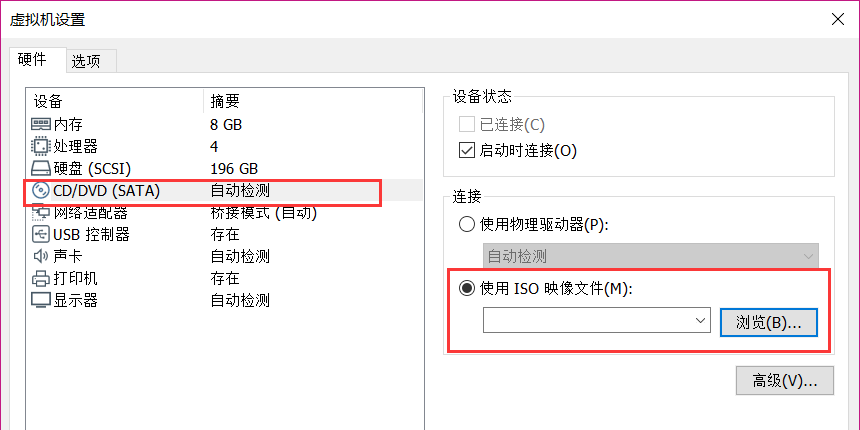 虚拟机设置
硬件 选项
设备 摘要
内存 8 GB
处理器 4
硬盘 (SCSI) 196 GB
CD/DVD (SATA) 自动检测
网络适配器 桥接模式 (自动)
USB 控制器 存在
声卡 自动检测
打印机 存在
显示器 自动检测
设备状态
已连接(C)
启动时连接(O)
连接
使用物理驱动器(P):
自动检测
使用 ISO 映像文件(M):
浏览(B)...
高级(V)...